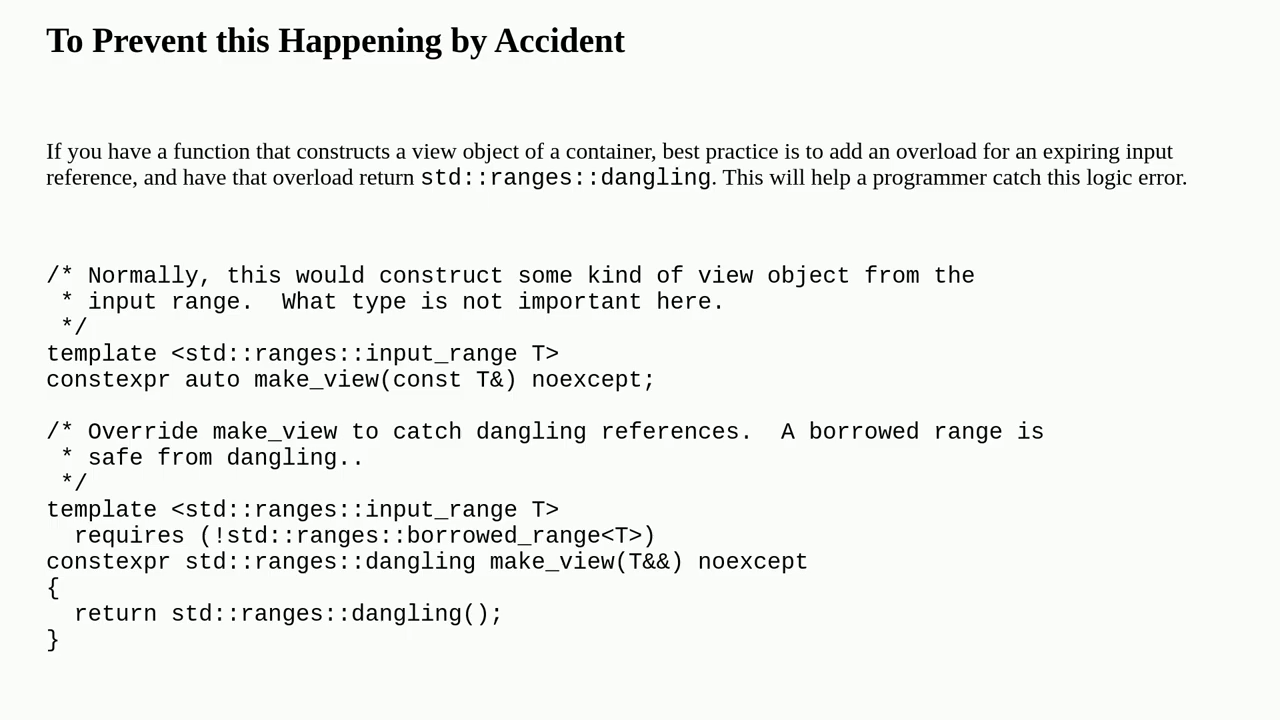 To Prevent this Happening by Accident
If you have a function that constructs a view object of a container, best practice is to add an overload for an expiring input
reference, and have that overload return std::ranges::dangling. This will help a programmer catch this logic error.
/* Normally, this would construct some kind of view object from the
 * input range.  What type is not important here.
 */
template <std::ranges::input_range T>
constexpr auto make_view(const T&) noexcept;
/* Override make_view to catch dangling references.  A borrowed range is
 * safe from dangling..
 */
template <std::ranges::input_range T>
  requires (!std::ranges::borrowed_range<T>)
constexpr std::ranges::dangling make_view(T&&) noexcept
{
  return std::ranges::dangling();
}